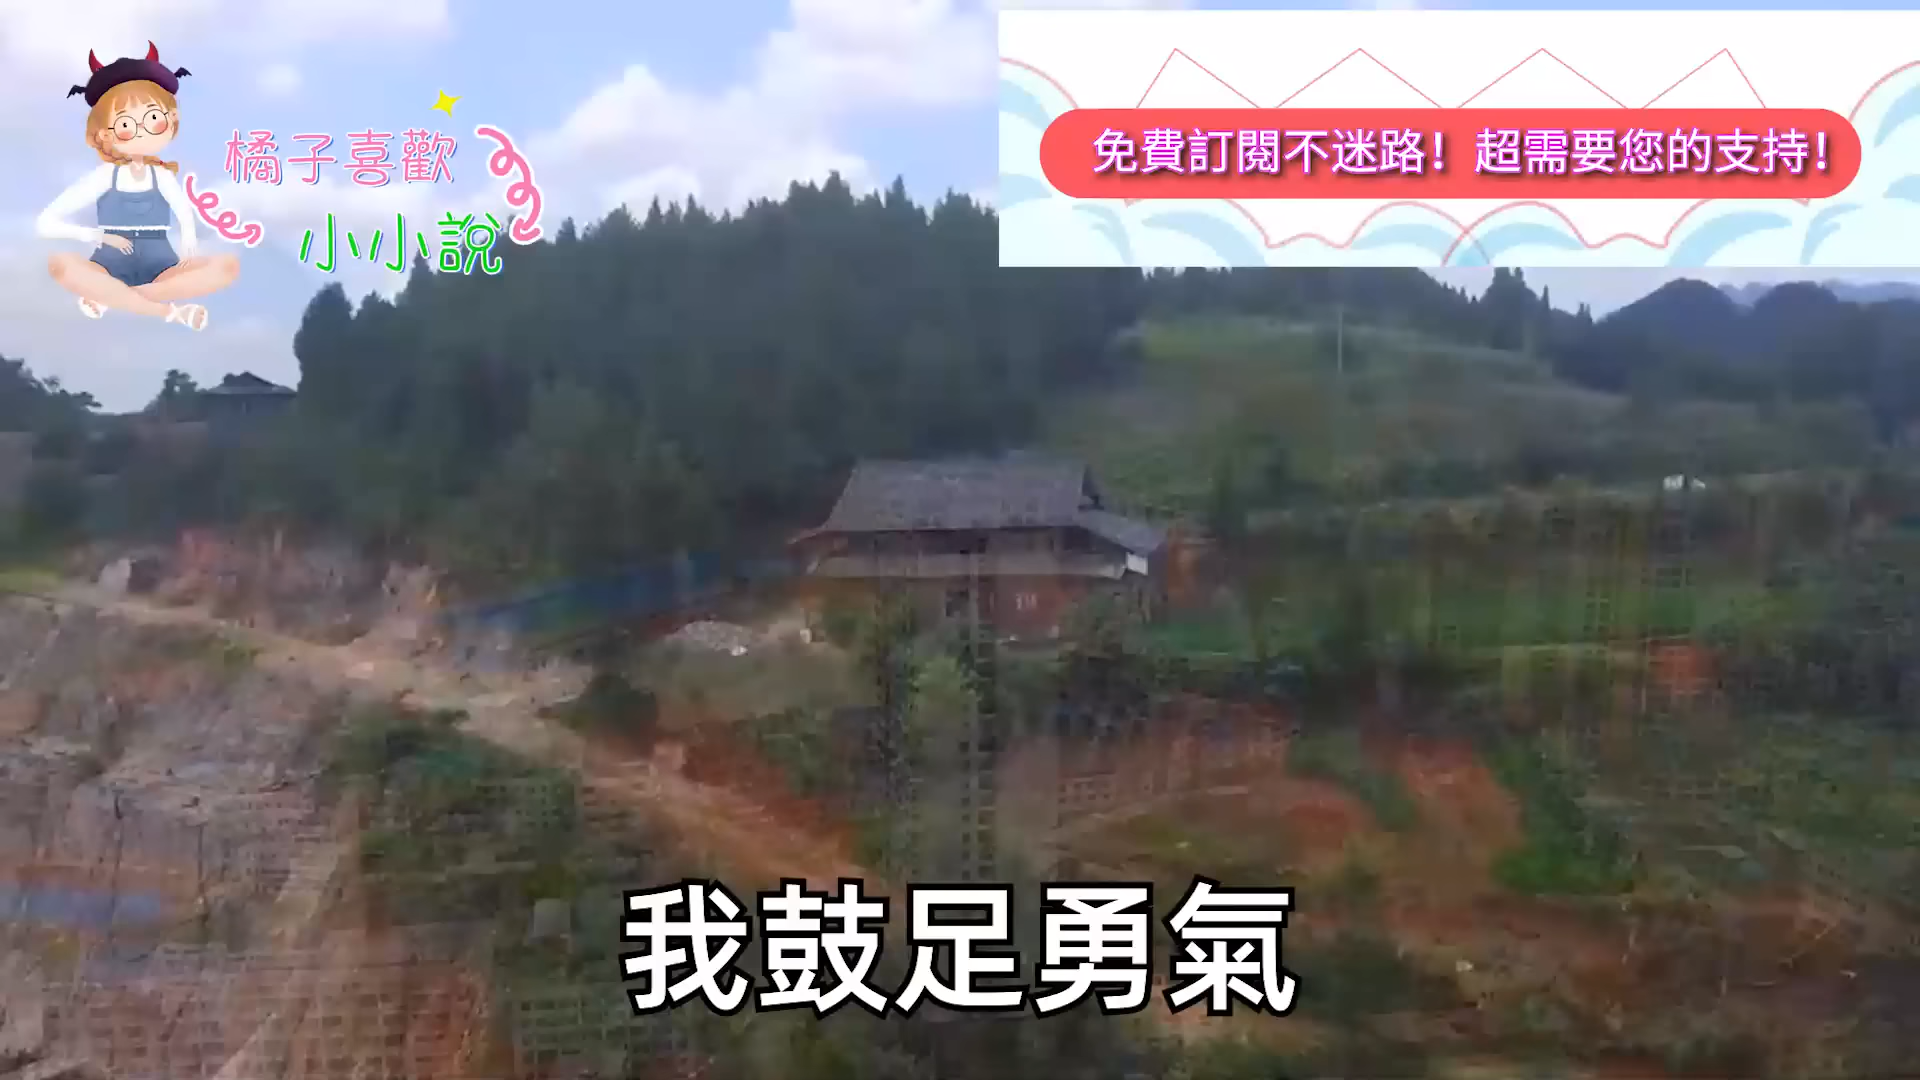 橘子喜歡
小小說
免費訂閱不迷路！超需要您的支持！
我鼓足勇氣